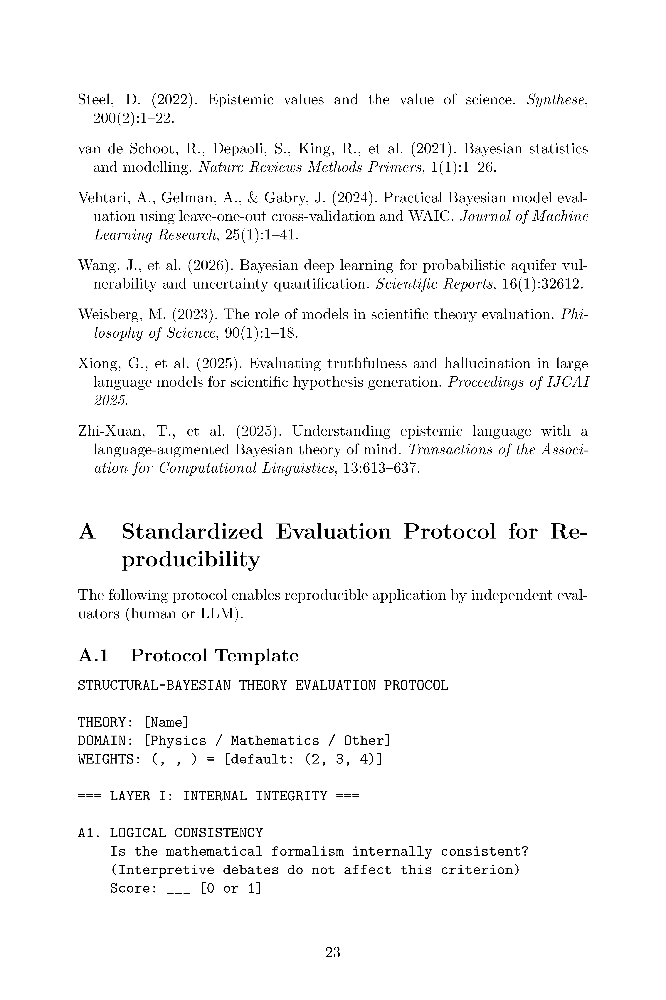 Steel, D. (2022). Epistemic values and the value of science. Synthese,
200(2):1–22.
van de Schoot, R., Depaoli, S., King, R., et al. (2021). Bayesian statistics
and modelling. Nature Reviews Methods Primers, 1(1):1–26.
Vehtari, A., Gelman, A., & Gabry, J. (2024). Practical Bayesian model eval-
uation using leave-one-out cross-validation and WAIC. Journal of Machine
Learning Research, 25(1):1–41.
Wang, J., et al. (2026). Bayesian deep learning for probabilistic aquifer vul-
nerability and uncertainty quantification. Scientific Reports, 16(1):32612.
Weisberg, M. (2023). The role of models in scientific theory evaluation. Phi-
losophy of Science, 90(1):1–18.
Xiong, G., et al. (2025). Evaluating truthfulness and hallucination in large
language models for scientific hypothesis generation. Proceedings of IJCAI
2025.
Zhi-Xuan, T., et al. (2025). Understanding epistemic language with a
language-augmented Bayesian theory of mind. Transactions of the Associ-
ation for Computational Linguistics, 13:613–637.
A Standardized Evaluation Protocol for Re-
producibility
The following protocol enables reproducible application by independent eval-
uators (human or LLM).
A.1 Protocol Template
STRUCTURAL-BAYESIAN THEORY EVALUATION PROTOCOL
THEORY: [Name]
DOMAIN: [Physics / Mathematics / Other]
WEIGHTS: (, , ) = [default: (2, 3, 4)]
=== LAYER I: INTERNAL INTEGRITY ===
A1. LOGICAL CONSISTENCY
Is the mathematical formalism internally consistent?
(Interpretive debates do not affect this criterion)
Score: ___ [0 or 1]
23